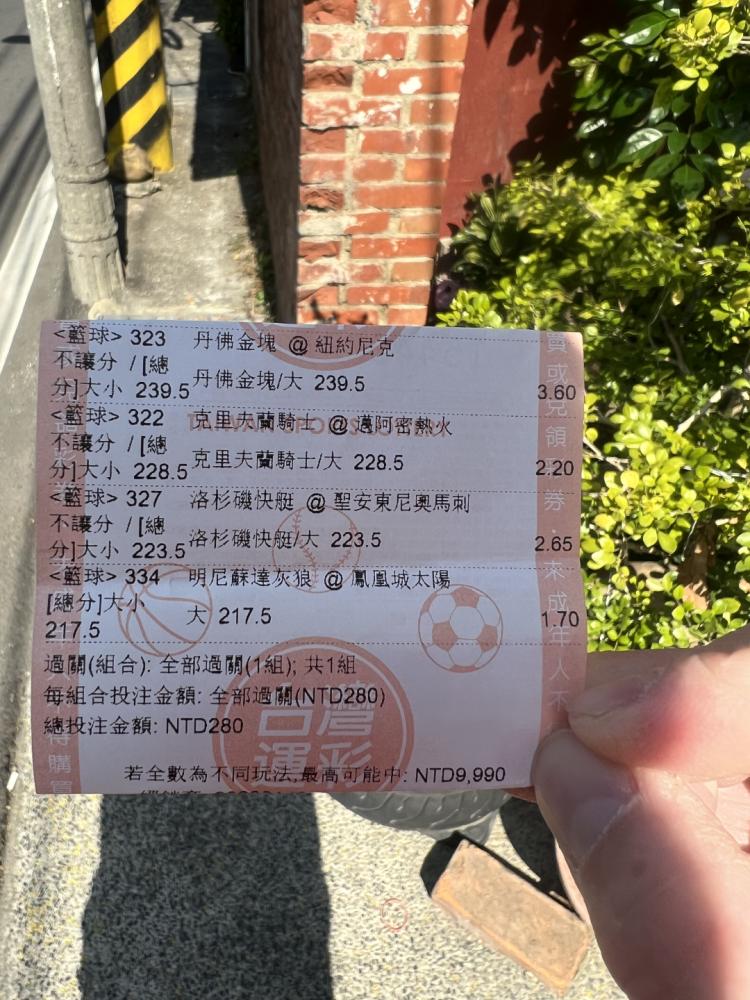 <籃球> 323 丹佛金塊 @ 紐約尼克
不讓分 / [總
分]大小 239.5 丹佛金塊/大 239.5 3.60
<籃球> 322 克里夫蘭騎士 @ 邁阿密熱火
不讓分 / [總
分]大小 228.5 克里夫蘭騎士/大 228.5 2.20
<籃球> 327 洛杉磯快艇 @ 聖安東尼奧馬刺
不讓分 / [總
分]大小 223.5 洛杉磯快艇/大 223.5 2.65
<籃球> 334 明尼蘇達灰狼 @ 鳳凰城太陽
[總分]大小
217.5 大 217.5 1.70
過關(組合): 全部過關(1組); 共1組
每組合投注金額: 全部過關(NTD280)
總投注金額: NTD280
若全數為不同玩法,最高可能中: NTD9,990
台灣
運彩